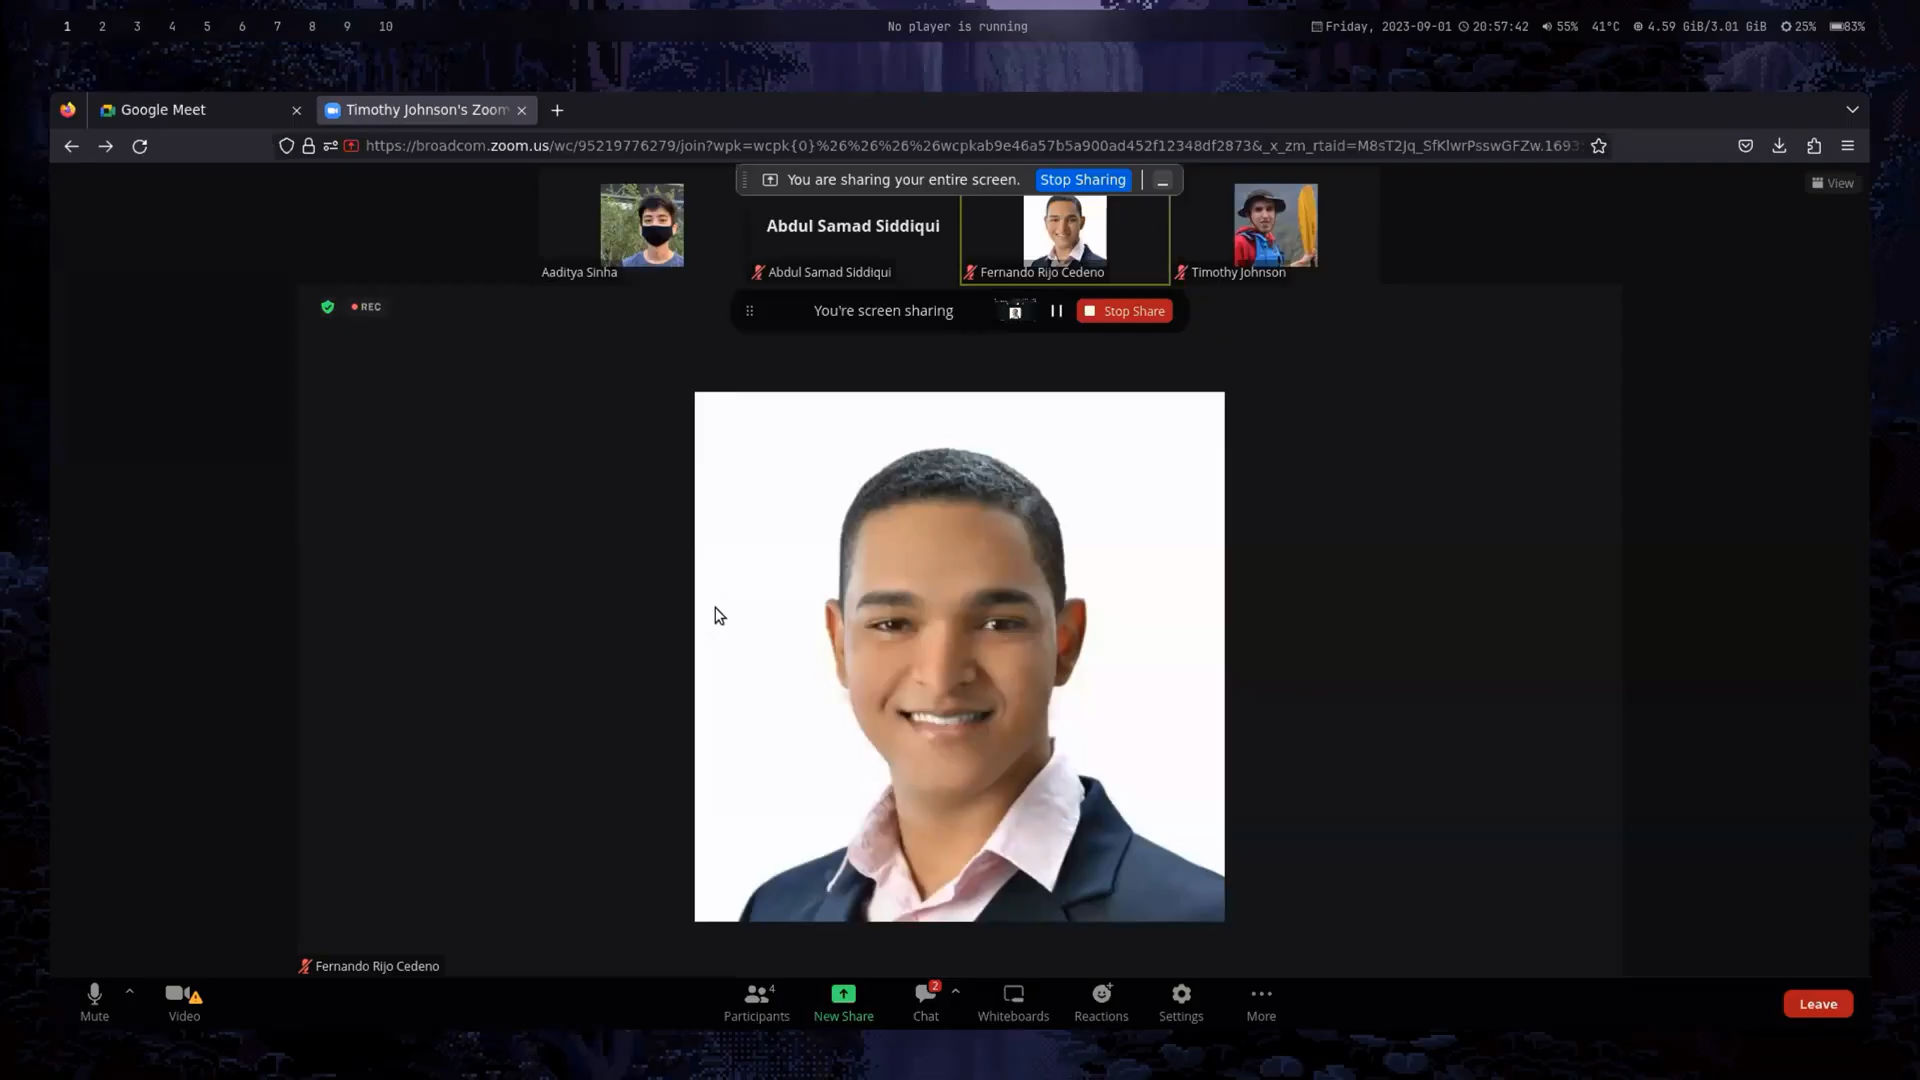 1 2 3 4 5 6 7 8 9 10
No player is running
Friday, 2023-09-01 20:57:42 55% 41°C 4.59 GiB/3.01 GiB 25% 83%
Google Meet
Timothy Johnson's Zoom
https://broadcom.zoom.us/wc/95219776279/join?wpk=wcpk{0}%26%26%26%26wcpkab9e46a57b5a900ad452f12348df2873&_x_zm_rtaid=M8sT2Jq_SfKlwrPsswGFZw.1693
You are sharing your entire screen. Stop Sharing
View
Abdul Samad Siddiqui
Aaditya Sinha
Abdul Samad Siddiqui
Fernando Rijo Cedeno
Timothy Johnson
REC
You're screen sharing
Stop Share
Fernando Rijo Cedeno
4
2
Mute
Video
Participants
New Share
Chat
Whiteboards
Reactions
Settings
More
Leave